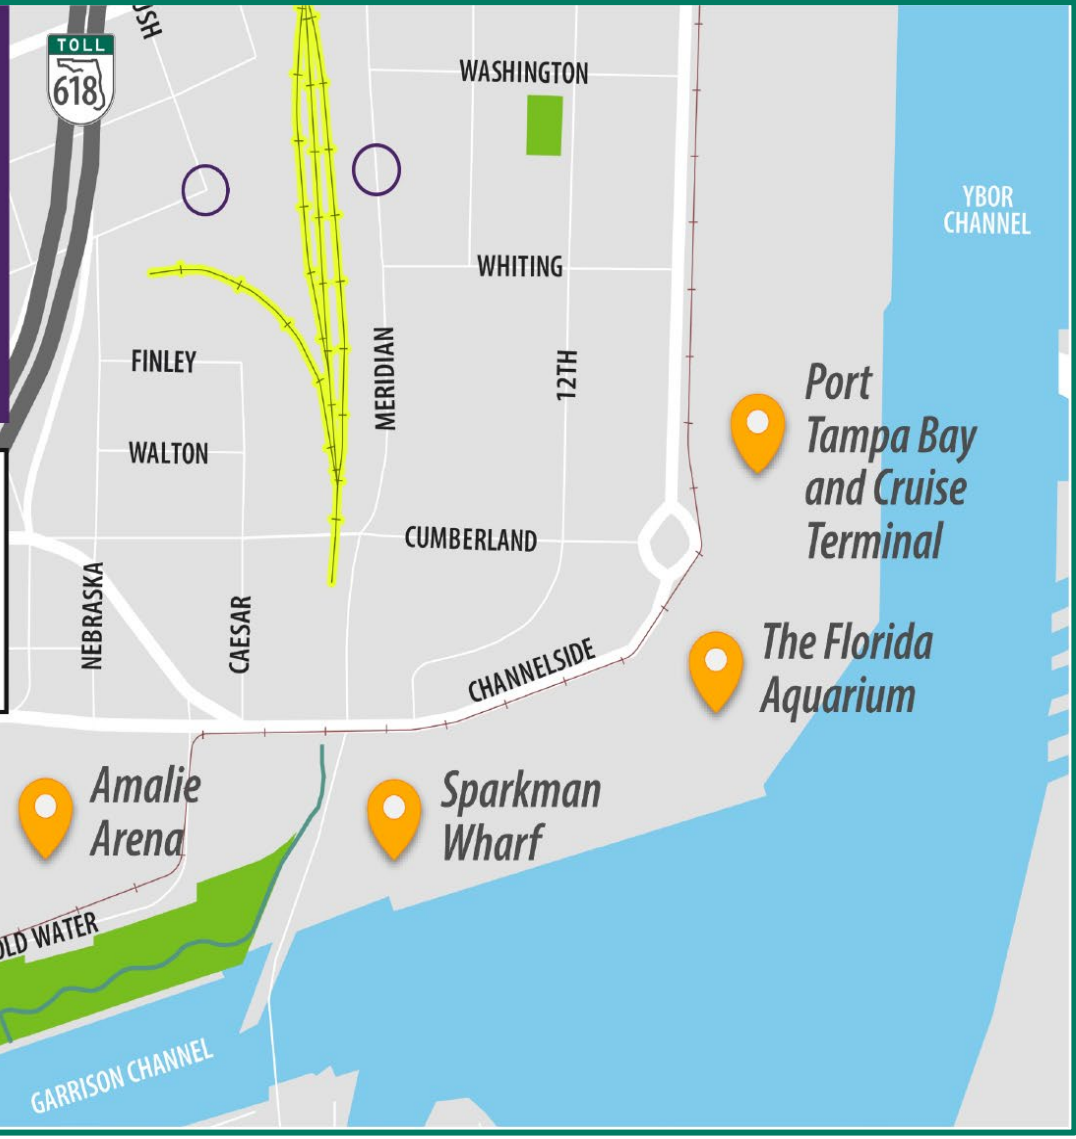 TOLL
618
WASHINGTON
YBOR
CHANNEL
WHITING
FINLEY
MERIDIAN
12TH
Port
Tampa Bay
and Cruise
Terminal
WALTON
CUMBERLAND
NEBRASKA
CAESAR
CHANNELSIDE
The Florida
Aquarium
Amalie
Arena
Sparkman
Wharf
OLD WATER
GARRISON CHANNEL